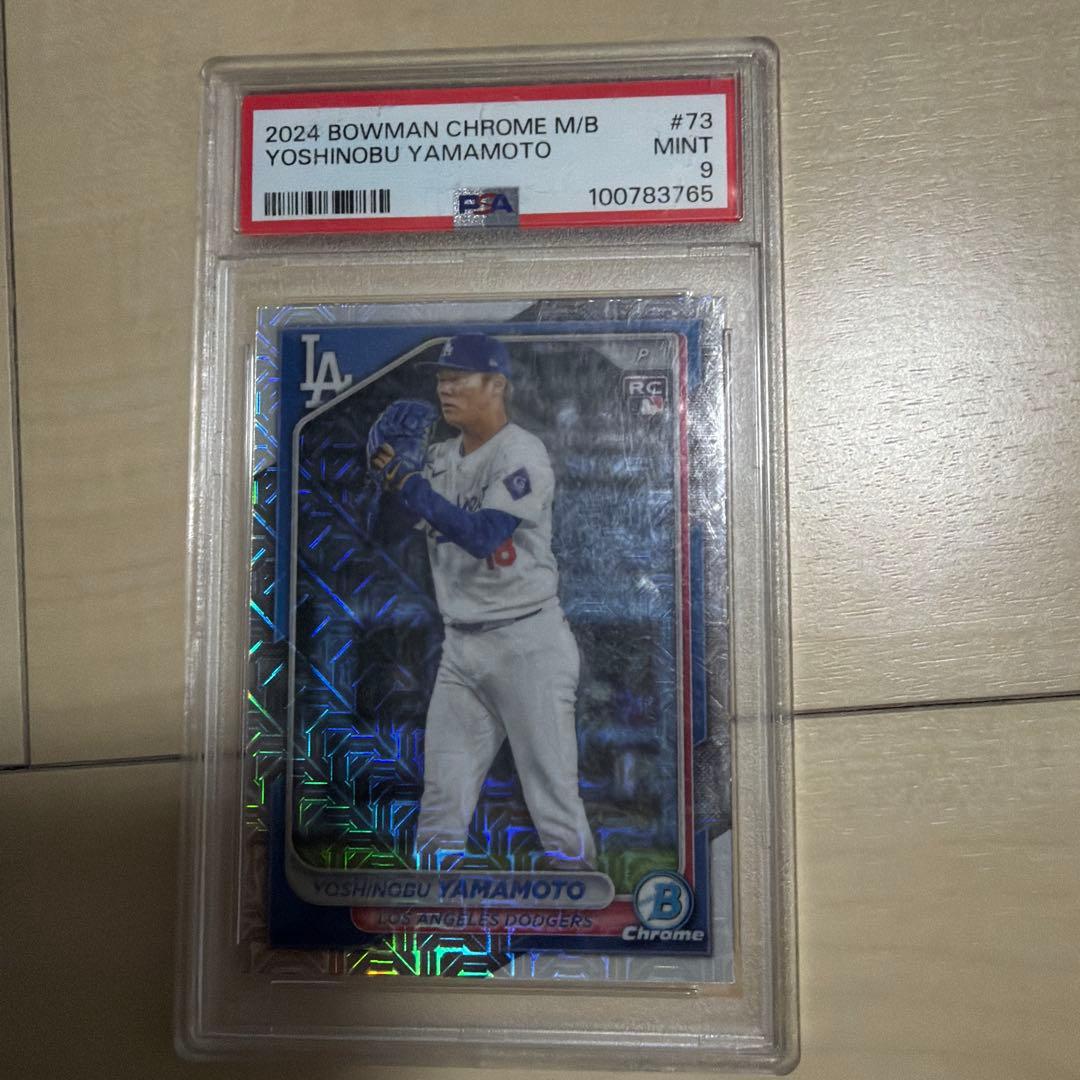 2024 BOWMAN CHROME M/B #73
YOSHINOBU YAMAMOTO MINT
9
100783765
PSA
LA
P
RC
18
YOSHINOBU YAMAMOTO
LOS ANGELES DODGERS
B
Chrome